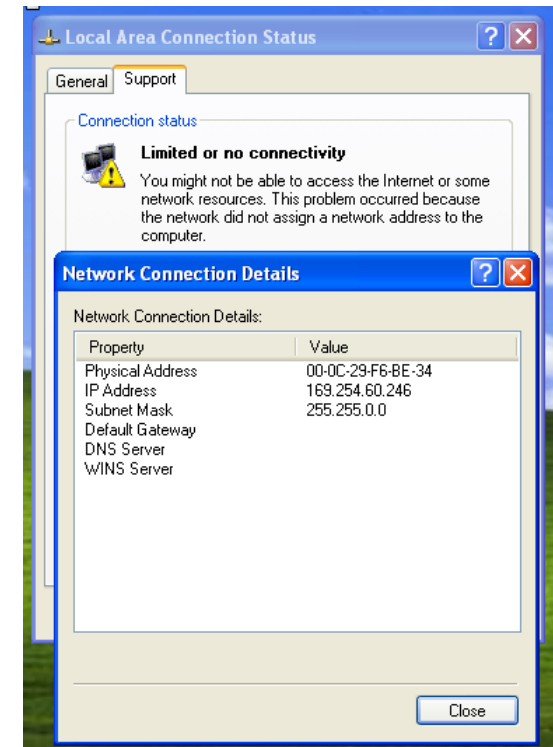 Local Area Connection Status
General Support
Connection status
Limited or no connectivity
You might not be able to access the Internet or some
network resources. This problem occurred because
the network did not assign a network address to the
computer.
Network Connection Details
Network Connection Details:
Property Value
Physical Address 00-0C-29-F6-BE-34
IP Address 169.254.60.246
Subnet Mask 255.255.0.0
Default Gateway
DNS Server
WINS Server
Close